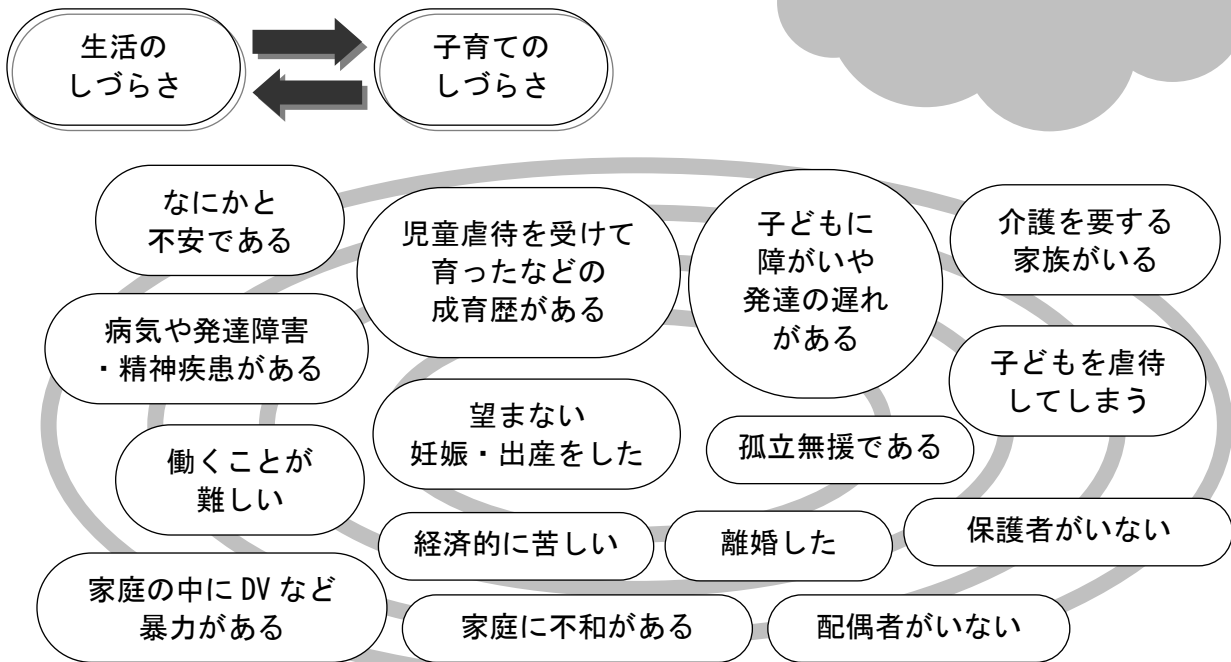 生活の
しづらさ
子育ての
しづらさ
なにかと
不安である
児童虐待を受けて
育ったなどの
成育歴がある
子どもに
障がいや
発達の遅れ
がある
介護を要する
家族がいる
病気や発達障害
・精神疾患がある
子どもを虐待
してしまう
望まない
妊娠・出産をした
孤立無援である
働くことが
難しい
経済的に苦しい
離婚した
保護者がいない
家庭の中に DV など
暴力がある
家庭に不和がある
配偶者がいない